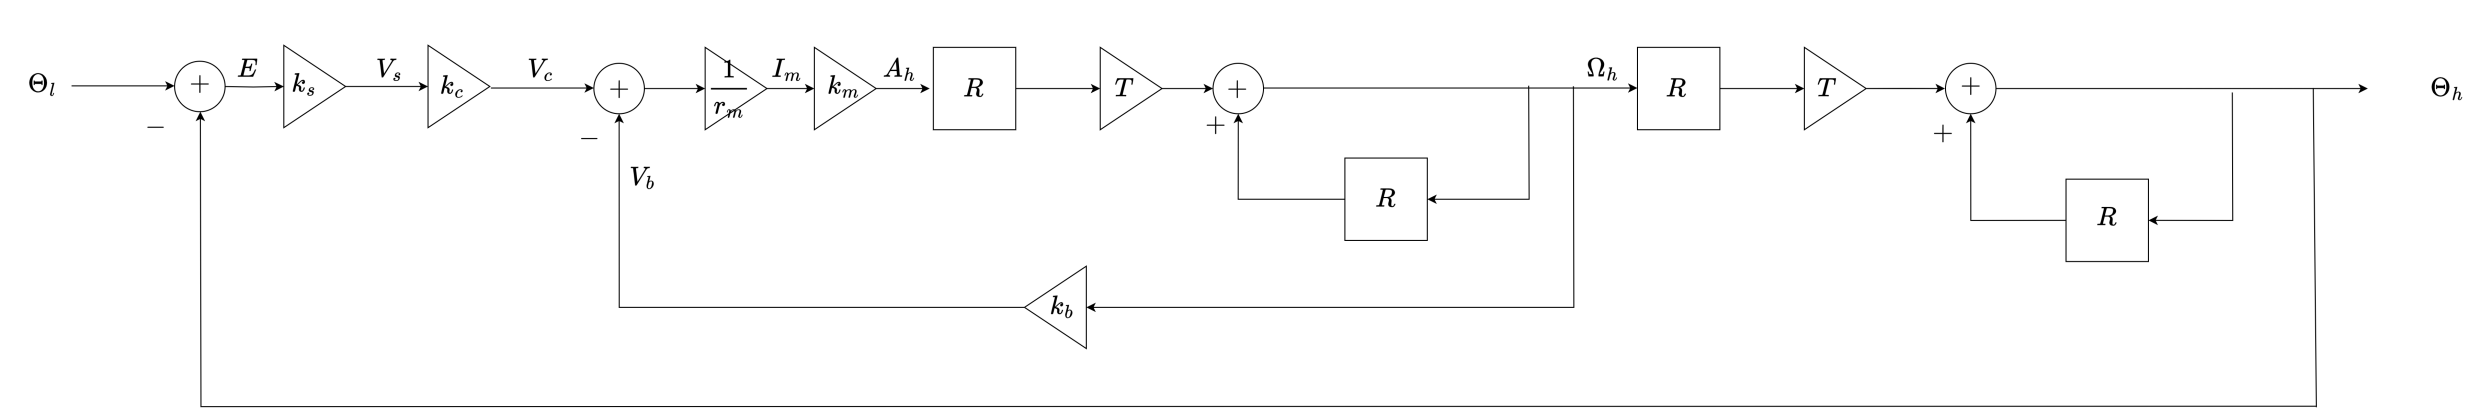 Θ_l
+
−
E
k_s
V_s
k_c
V_c
+
−
V_b
1/r_m
I_m
k_m
A_h
R
T
+
+
R
k_b
Ω_h
R
T
+
+
R
Θ_h